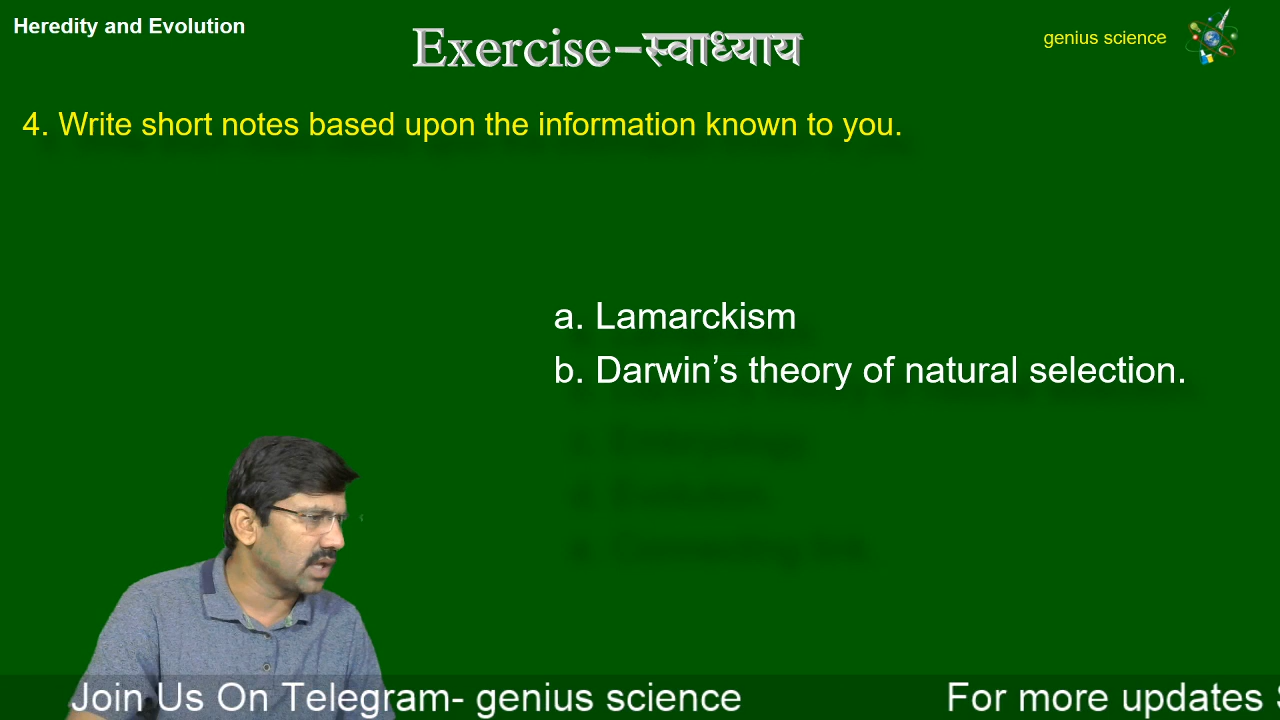 Heredity and Evolution
Exercise-स्वाध्याय
genius science
4. Write short notes based upon the information known to you.
a. Lamarckism
b. Darwin’s theory of natural selection.
Join Us On Telegram- genius science
For more updates